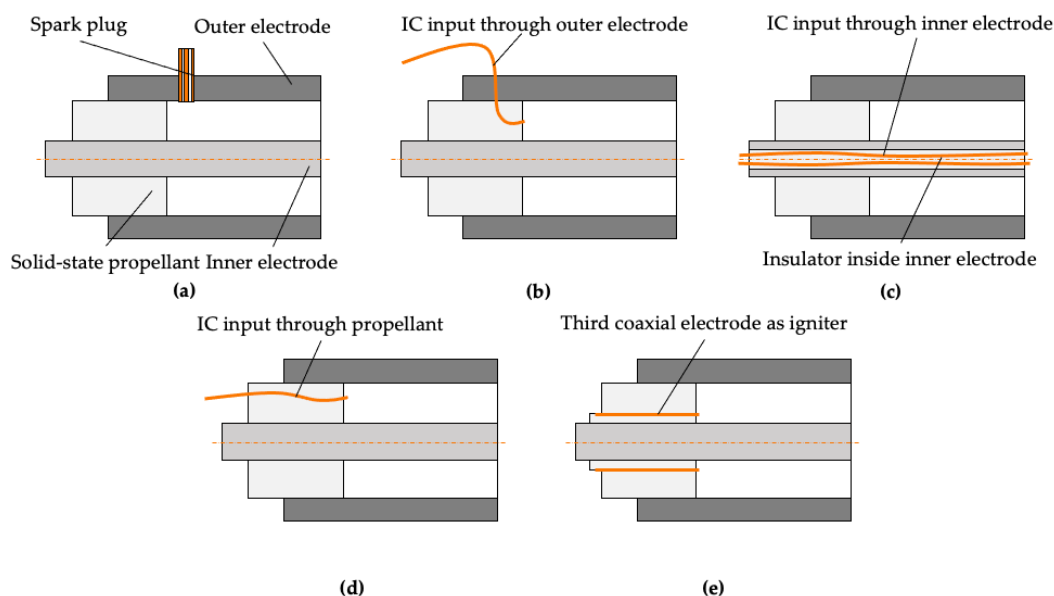 Spark plug
Outer electrode
IC input through outer electrode
IC input through inner electrode
Solid-state propellant Inner electrode
Insulator inside inner electrode
(a)
(b)
(c)
IC input through propellant
Third coaxial electrode as igniter
(d)
(e)